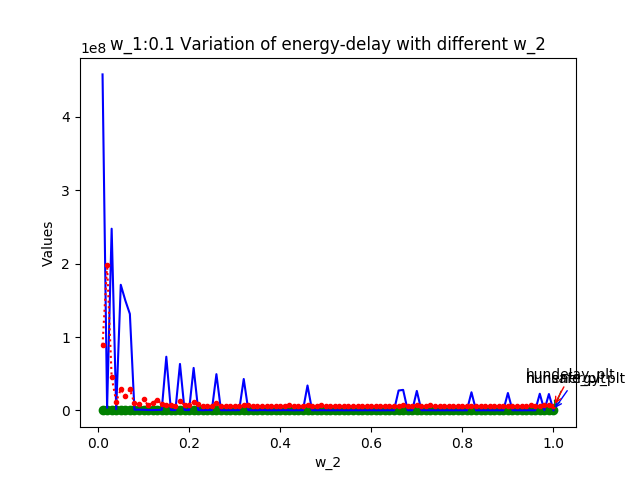 1e8
w_1:0.1 Variation of energy-delay with different w_2
Values
4
3
2
1
0
hundelay_plt
0.0
0.2
0.4
0.6
0.8
1.0
w_2